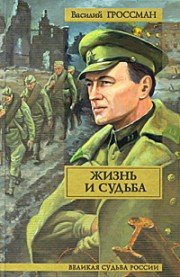 Василий ГРОССМАН
ЖИЗНЬ
И СУДЬБА
ВЕЛИКАЯ СУДЬБА РОССИИ